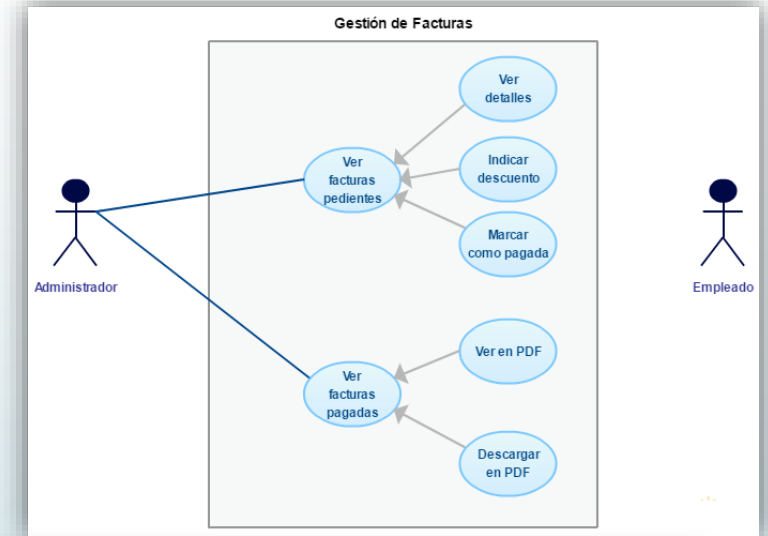 Gestión de Facturas
Ver
detalles
Indicar
descuento
Ver
facturas
pedientes
Marcar
como pagada
Administrador
Empleado
Ver en PDF
Ver
facturas
pagadas
Descargar
en PDF